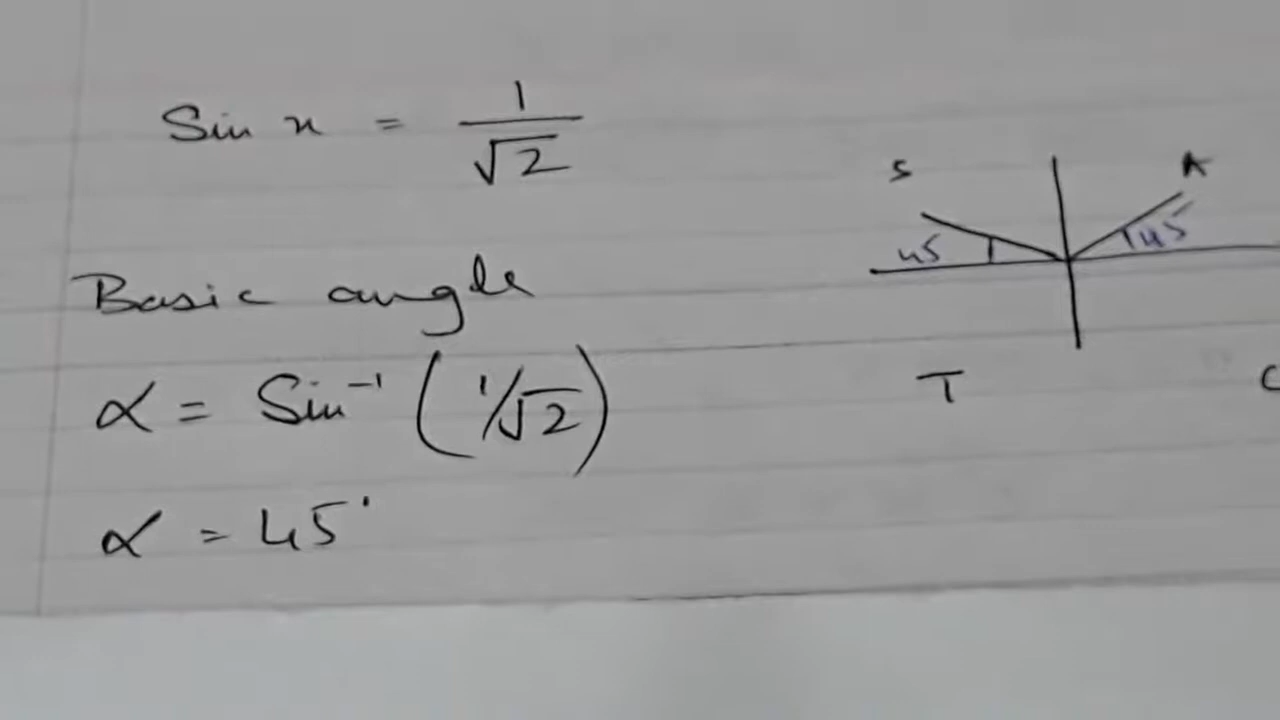 Sin x = 1/√2
S A
45 45
Basic angle
T C
α = Sin⁻¹ (1/√2)
α = 45°